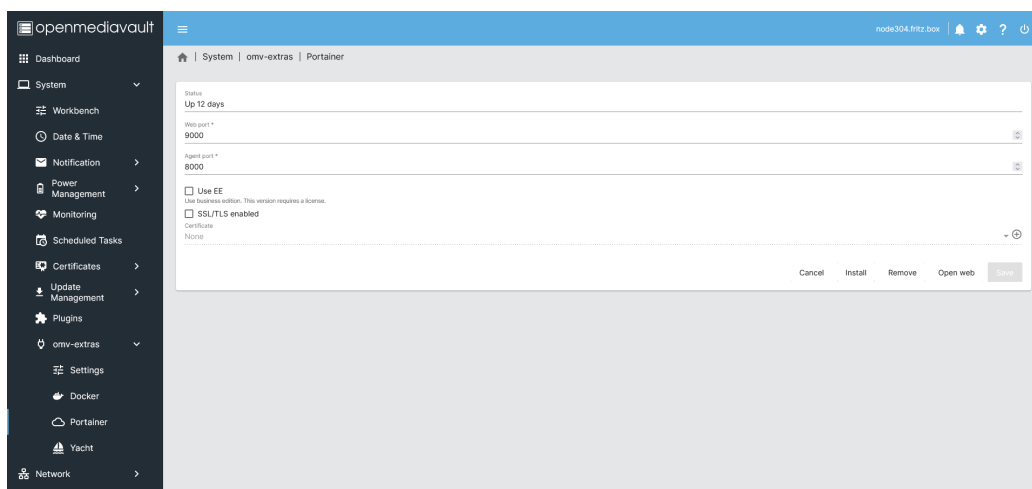 openmediavault
node304.fritz.box
Dashboard
System
Workbench
Date & Time
Notification
Power
Management
Monitoring
Scheduled Tasks
Certificates
Update
Management
Plugins
omv-extras
Settings
Docker
Portainer
Yacht
Network
| System | omv-extras | Portainer
Status
Up 12 days
Web port *
9000
Agent port *
8000
Use EE
Use business edition. This version requires a license.
SSL/TLS enabled
Certificate
None
Cancel Install Remove Open web Save